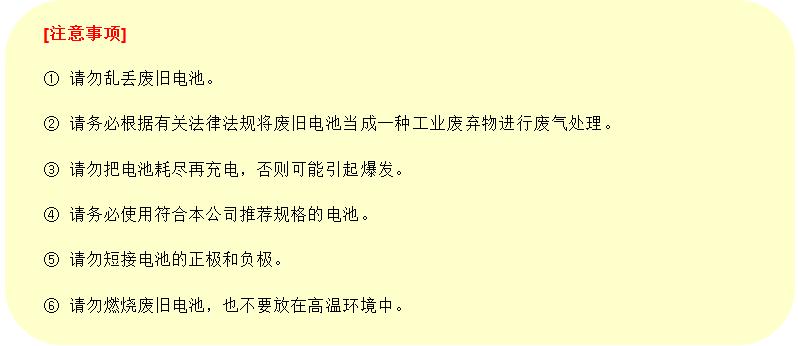 [注意事项]
① 请勿乱丢废旧电池。
② 请务必根据有关法律法规将废旧电池当成一种工业废弃物进行废气处理。
③ 请勿把电池耗尽再充电，否则可能引起爆发。
④ 请务必使用符合本公司推荐规格的电池。
⑤ 请勿短接电池的正极和负极。
⑥ 请勿燃烧废旧电池，也不要放在高温环境中。